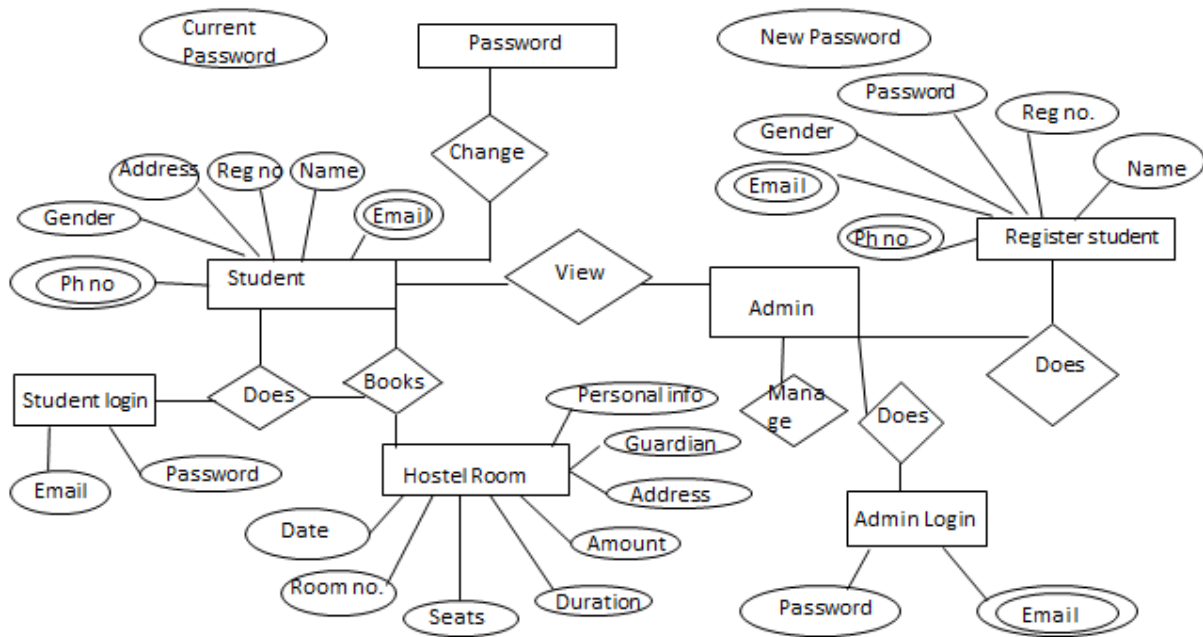 Current
Password
Password
New Password
Password
Reg no.
Gender
Name
Email
Ph no
Register student
Change
Address
Reg no
Name
Email
Gender
Ph no
Student
View
Admin
Does
Student login
Does
Books
Mana
ge
Does
Email
Password
Personal info
Guardian
Hostel Room
Address
Date
Amount
Room no.
Seats
Duration
Admin Login
Password
Email